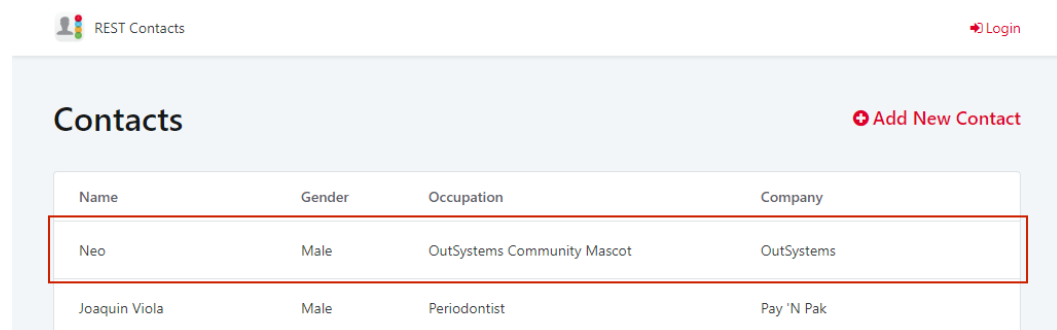 REST Contacts Login
Contacts Add New Contact
Name Gender Occupation Company
Neo Male OutSystems Community Mascot OutSystems
Joaquin Viola Male Periodontist Pay 'N Pak